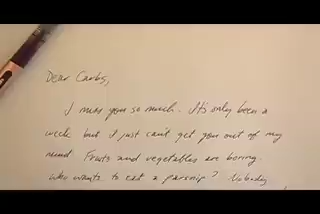 Dear Carbs,
I miss you so much. It's only been a
week but I just can't get you out of my
mind. Fruits and vegetables are boring.
Who wants to eat a parsnip? Nobody